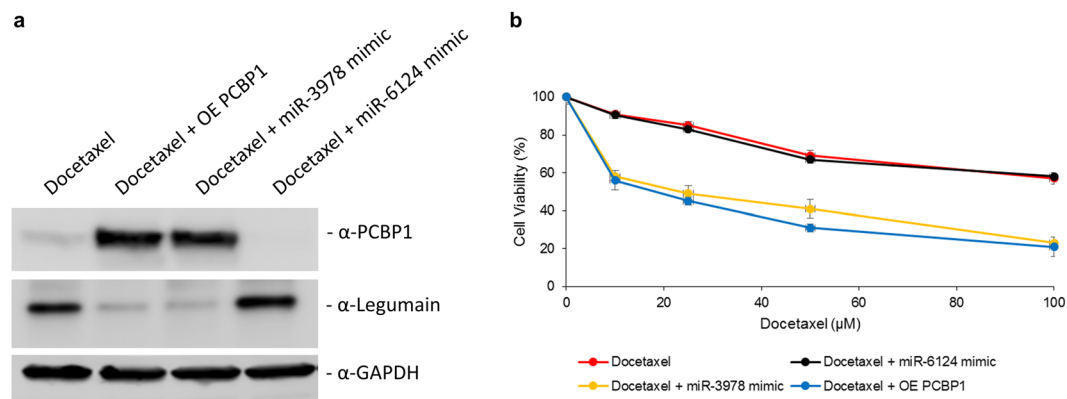 a
Docetaxel
Docetaxel + OE PCBP1
Docetaxel + miR-3978 mimic
Docetaxel + miR-6124 mimic
- α-PCBP1
- α-Legumain
- α-GAPDH
b
Cell Viability (%)
100
80
60
40
20
0
0 20 40 60 80 100
Docetaxel (µM)
Docetaxel
Docetaxel + miR-6124 mimic
Docetaxel + miR-3978 mimic
Docetaxel + OE PCBP1